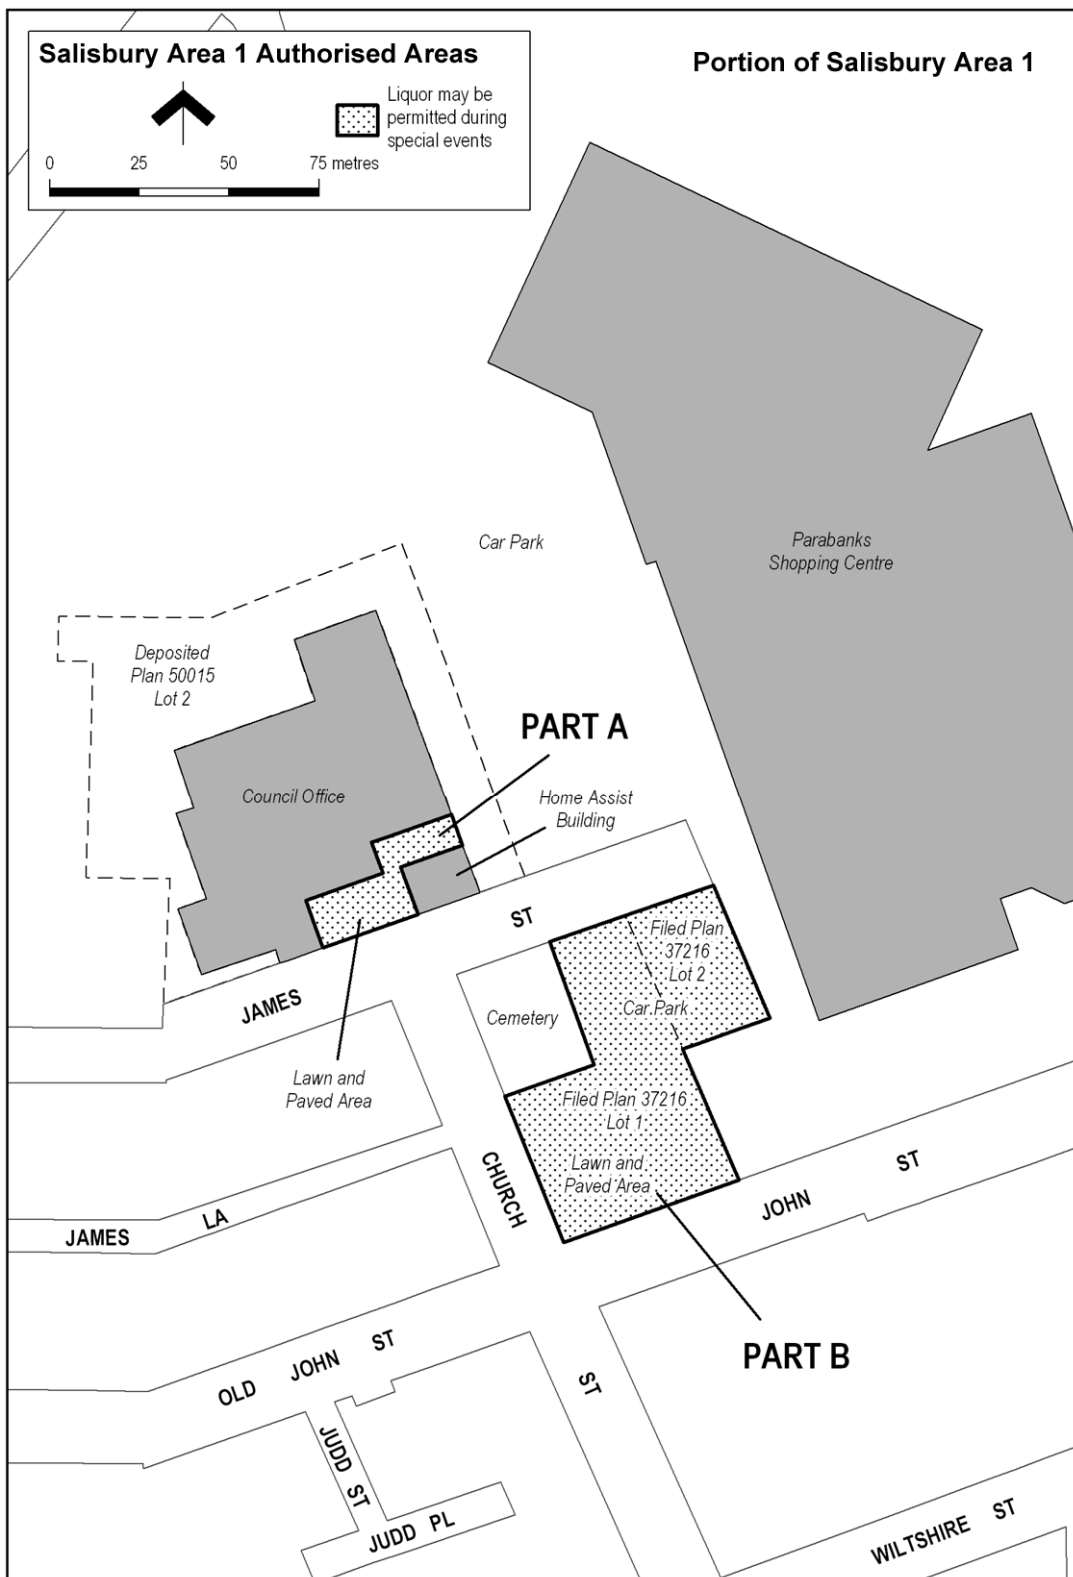 Salisbury Area 1 Authorised Areas
Portion of Salisbury Area 1
Liquor may be
permitted during
special events
0 25 50 75 metres
Car Park
Parabanks
Shopping Centre
Deposited
Plan 50015
Lot 2
PART A
Council Office
Home Assist
Building
ST
JAMES
Filed Plan
37216
Lot 2
Car Park
Cemetery
Lawn and
Paved Area
Filed Plan 37216
Lot 1
Lawn and
Paved Area
CHURCH
ST
JOHN
JAMES
LA
PART B
OLD JOHN ST
ST
JUDD ST
JUDD PL
WILTSHIRE ST